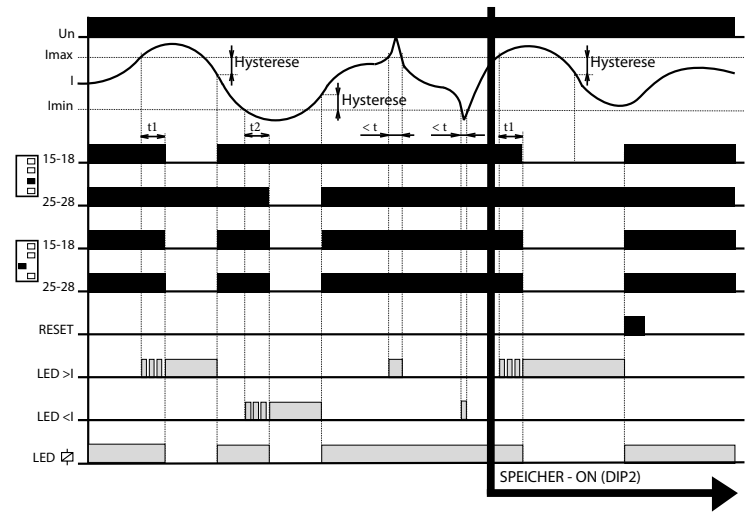 Un
Imax
Hysterese
Hysterese
I
Imin
Hysterese
t1
t2
< t
< t
t1
15-18
25-28
15-18
25-28
RESET
LED >I
LED <I
LED
SPEICHER - ON (DIP2)